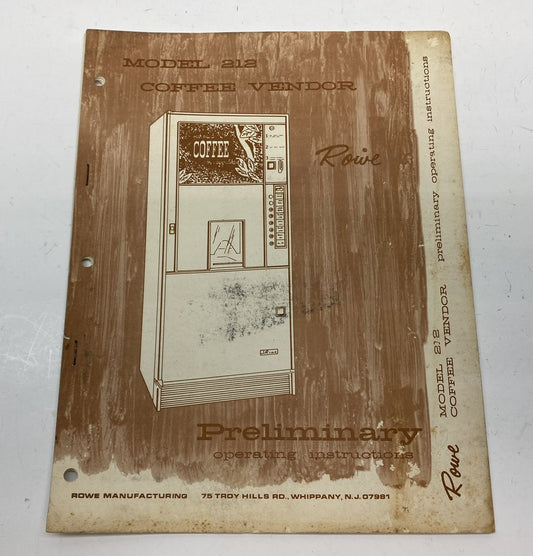 MODEL 212
COFFEE VENDOR
COFFEE
Rowe
Preliminary
operating instructions
ROWE MANUFACTURING 75 TROY HILLS RD., WHIPPANY, N.J. 07981
Rowe MODEL 212 preliminary operating instructions
COFFEE VENDOR